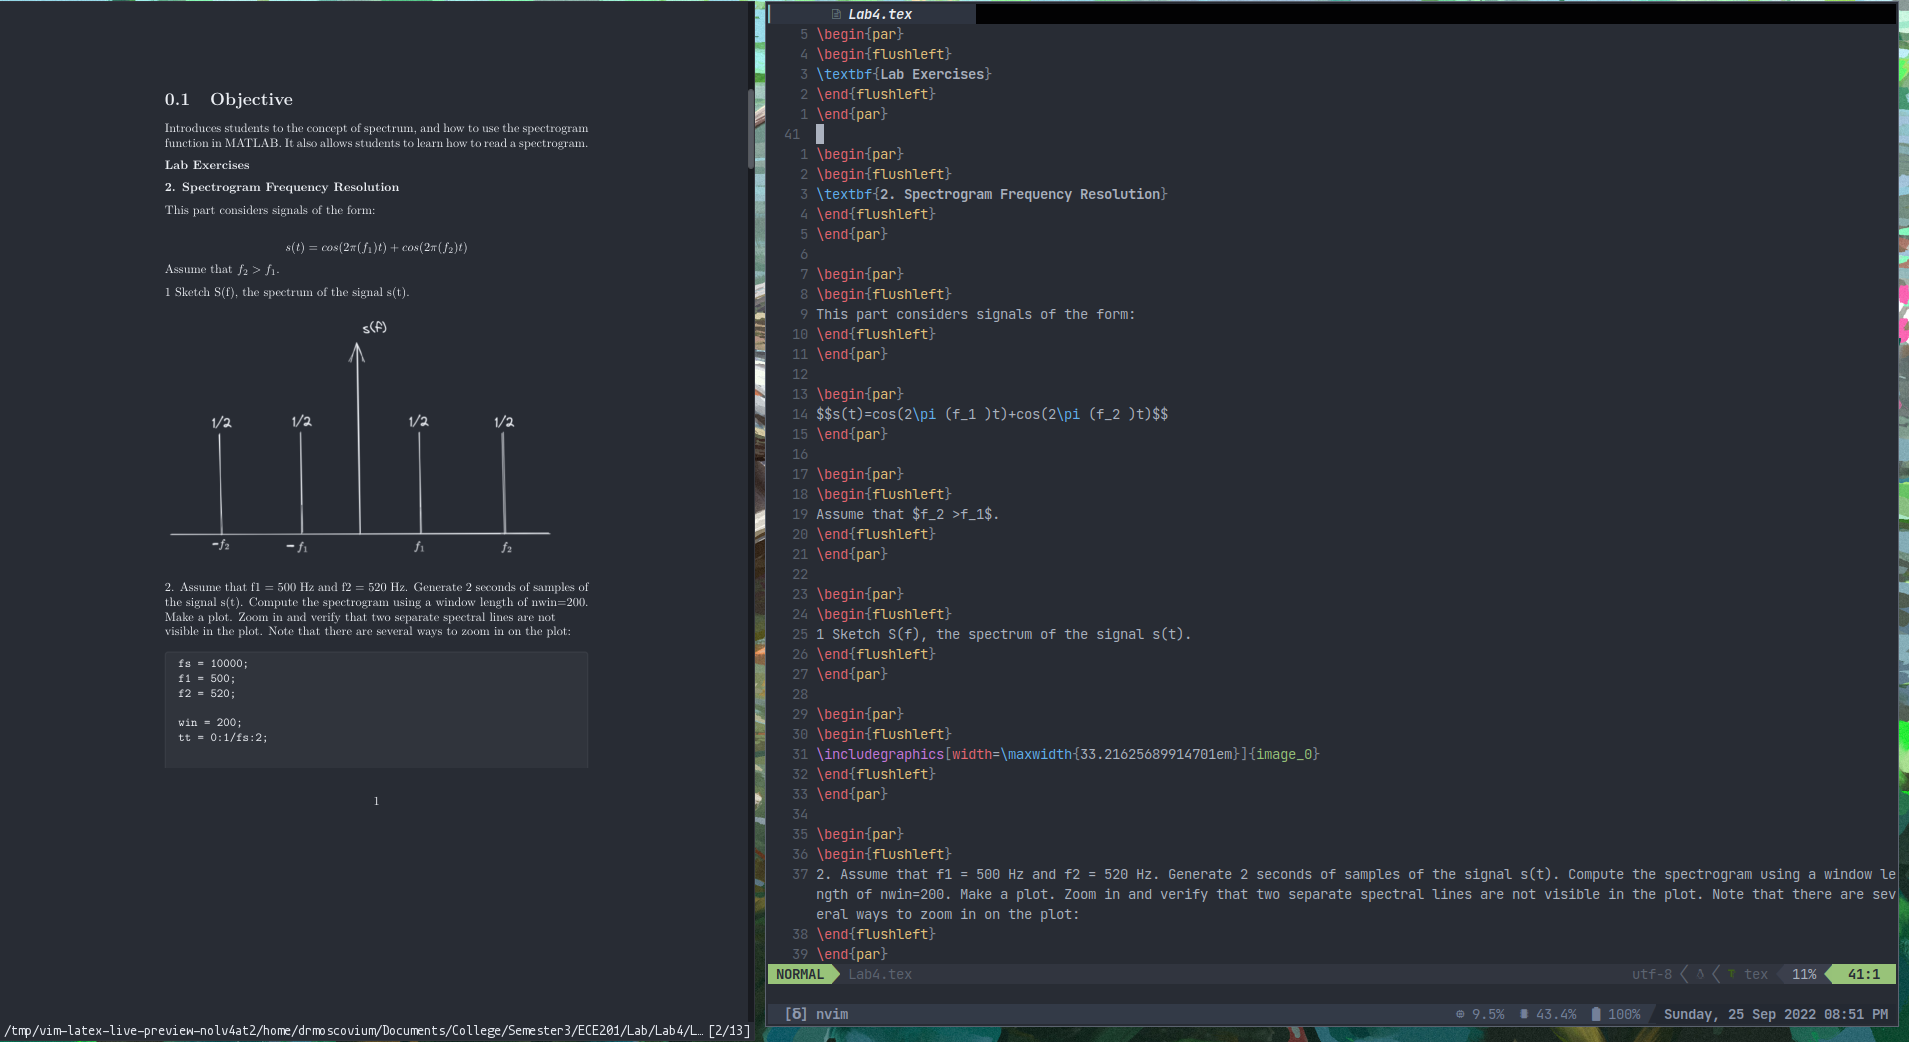 0.1 Objective
Introduces students to the concept of spectrum, and how to use the spectrogram
function in MATLAB. It also allows students to learn how to read a spectrogram.
Lab Exercises
2. Spectrogram Frequency Resolution
This part considers signals of the form:
s(t) = cos(2π(f₁)t) + cos(2π(f₂)t)
Assume that f₂ > f₁.
1 Sketch S(f), the spectrum of the signal s(t).
s(f)
1/2 1/2 1/2 1/2
-f₂ -f₁ f₁ f₂
2. Assume that f1 = 500 Hz and f2 = 520 Hz. Generate 2 seconds of samples of
the signal s(t). Compute the spectrogram using a window length of nwin=200.
Make a plot. Zoom in and verify that two separate spectral lines are not
visible in the plot. Note that there are several ways to zoom in on the plot:
fs = 10000;
f1 = 500;
f2 = 520;
win = 200;
tt = 0:1/fs:2;
1
/tmp/vim-latex-live-preview-nolv4at2/home/drmoscovium/Documents/College/Semester3/ECE201/Lab/Lab4/L… [2/13]
Lab4.tex
5 \begin{par}
4 \begin{flushleft}
3 \textbf{Lab Exercises}
2 \end{flushleft}
1 \end{par}
41
1 \begin{par}
2 \begin{flushleft}
3 \textbf{2. Spectrogram Frequency Resolution}
4 \end{flushleft}
5 \end{par}
6
7 \begin{par}
8 \begin{flushleft}
9 This part considers signals of the form:
10 \end{flushleft}
11 \end{par}
12
13 \begin{par}
14 $$s(t)=cos(2\pi (f_1 )t)+cos(2\pi (f_2 )t)$$
15 \end{par}
16
17 \begin{par}
18 \begin{flushleft}
19 Assume that $f_2 >f_1$.
20 \end{flushleft}
21 \end{par}
22
23 \begin{par}
24 \begin{flushleft}
25 1 Sketch S(f), the spectrum of the signal s(t).
26 \end{flushleft}
27 \end{par}
28
29 \begin{par}
30 \begin{flushleft}
31 \includegraphics[width=\maxwidth{33.21625689914701em}]{image_0}
32 \end{flushleft}
33 \end{par}
34
35 \begin{par}
36 \begin{flushleft}
37 2. Assume that f1 = 500 Hz and f2 = 520 Hz. Generate 2 seconds of samples of the signal s(t). Compute the spectrogram using a window le
ngth of nwin=200. Make a plot. Zoom in and verify that two separate spectral lines are not visible in the plot. Note that there are sev
eral ways to zoom in on the plot:
38 \end{flushleft}
39 \end{par}
NORMAL Lab4.tex utf-8 T tex 11% 41:1
[δ] nvim 9.5% 43.4% 100% Sunday, 25 Sep 2022 08:51 PM